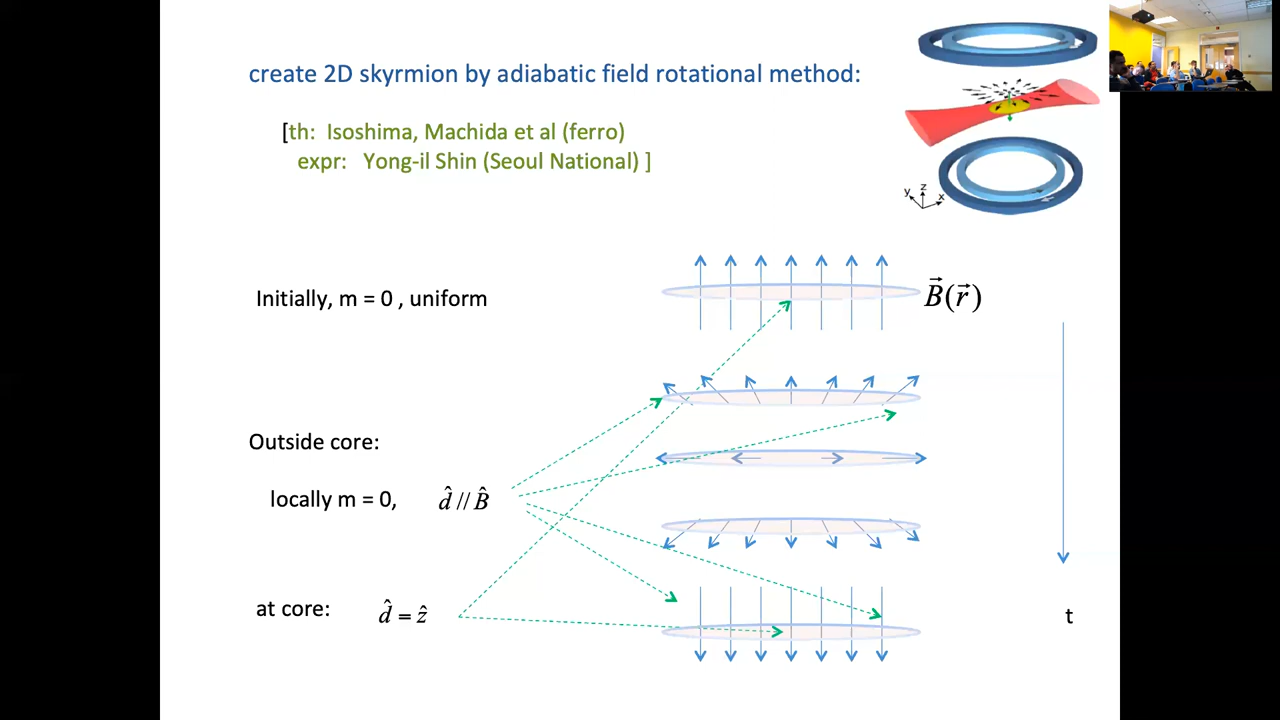 create 2D skyrmion by adiabatic field rotational method:
[th: Isoshima, Machida et al (ferro)
expr: Yong-il Shin (Seoul National) ]
y z x
Initially, m = 0 , uniform
B⃗(r⃗)
Outside core:
locally m = 0, d̂ // B̂
at core: d̂ = ẑ
t